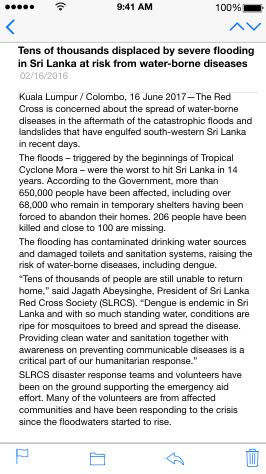 9:41 AM
100%
Tens of thousands displaced by severe flooding
in Sri Lanka at risk from water-borne diseases
02/16/2016
Kuala Lumpur / Colombo, 16 June 2017—The Red
Cross is concerned about the spread of water-borne
diseases in the aftermath of the catastrophic floods and
landslides that have engulfed south-western Sri Lanka
in recent days.
The floods – triggered by the beginnings of Tropical
Cyclone Mora – were the worst to hit Sri Lanka in 14
years. According to the Government, more than
650,000 people have been affected, including over
68,000 who remain in temporary shelters having been
forced to abandon their homes. 206 people have been
killed and close to 100 are missing.
The flooding has contaminated drinking water sources
and damaged toilets and sanitation systems, raising the
risk of water-borne diseases, including dengue.
“Tens of thousands of people are still unable to return
home,” said Jagath Abeysinghe, President of Sri Lanka
Red Cross Society (SLRCS). “Dengue is endemic in Sri
Lanka and with so much standing water, conditions are
ripe for mosquitoes to breed and spread the disease.
Providing clean water and sanitation together with
awareness on preventing communicable diseases is a
critical part of our humanitarian response.”
SLRCS disaster response teams and volunteers have
been on the ground supporting the emergency aid
effort. Many of the volunteers are from affected
communities and have been responding to the crisis
since the floodwaters started to rise.